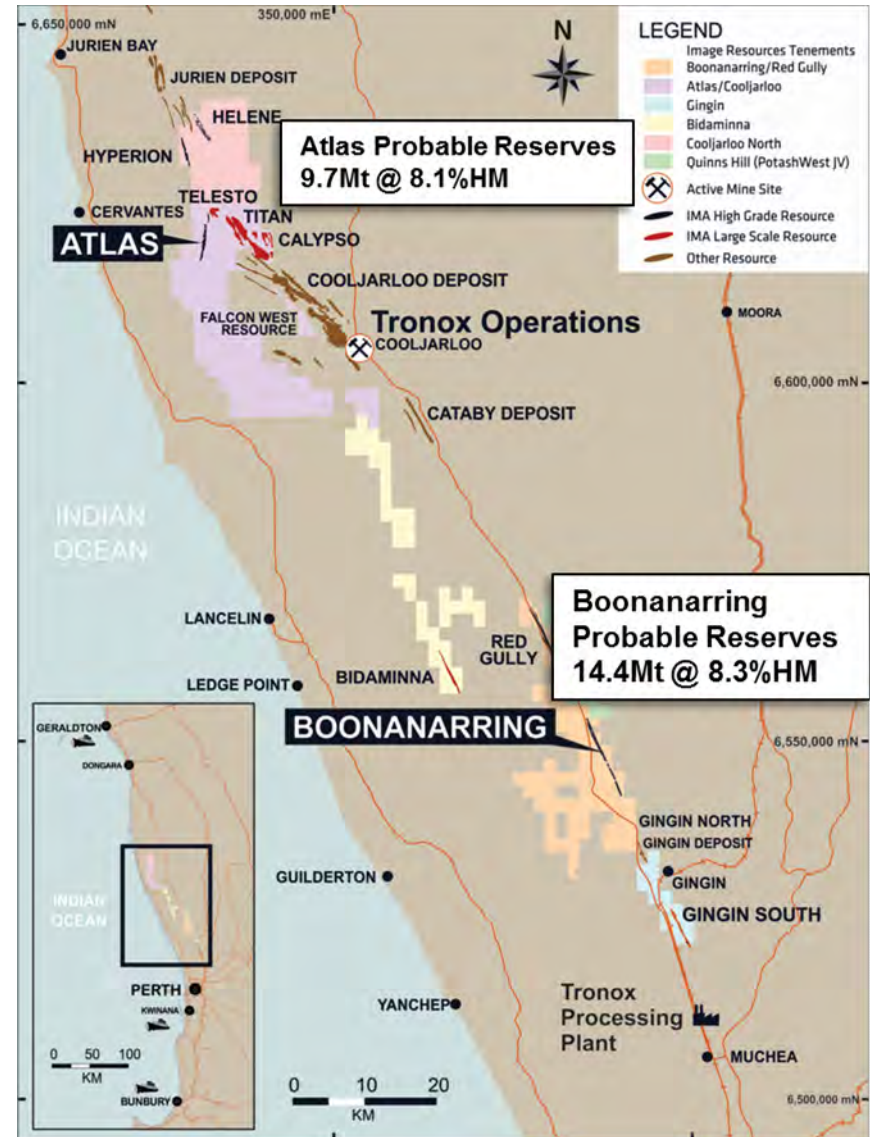 6,650,000 mN
350,000 mE
JURIEN BAY
JURIEN DEPOSIT
HELENE
HYPERION
N
LEGEND
Image Resources Tenements
Boonanarring/Red Gully
Atlas/Cooljarloo
Gingin
Bidaminna
Cooljarloo North
Quinns Hill (PotashWest JV)
Active Mine Site
IMA High Grade Resource
IMA Large Scale Resource
Other Resource
Atlas Probable Reserves
9.7Mt @ 8.1%HM
TELESTO
CERVANTES
TITAN
ATLAS
CALYPSO
COOLJARLOO DEPOSIT
FALCON WEST
RESOURCE
Tronox Operations
COOLJARLOO
MOORA
6,600,000 mN
CATABY DEPOSIT
INDIAN
OCEAN
LANCELIN
RED
GULLY
Boonanarring
Probable Reserves
14.4Mt @ 8.3%HM
BIDAMINNA
LEDGE POINT
BOONANARRING
6,550,000 mN
GINGIN NORTH
GINGIN DEPOSIT
GINGIN
GUILDERTON
GINGIN SOUTH
YANCHEP
Tronox
Processing
Plant
MUCHEA
6,500,000 mN
0 10 20
KM
GERALDTON
DONGARA
INDIAN
OCEAN
PERTH
KWINANA
0 50 100
KM
BUNBURY